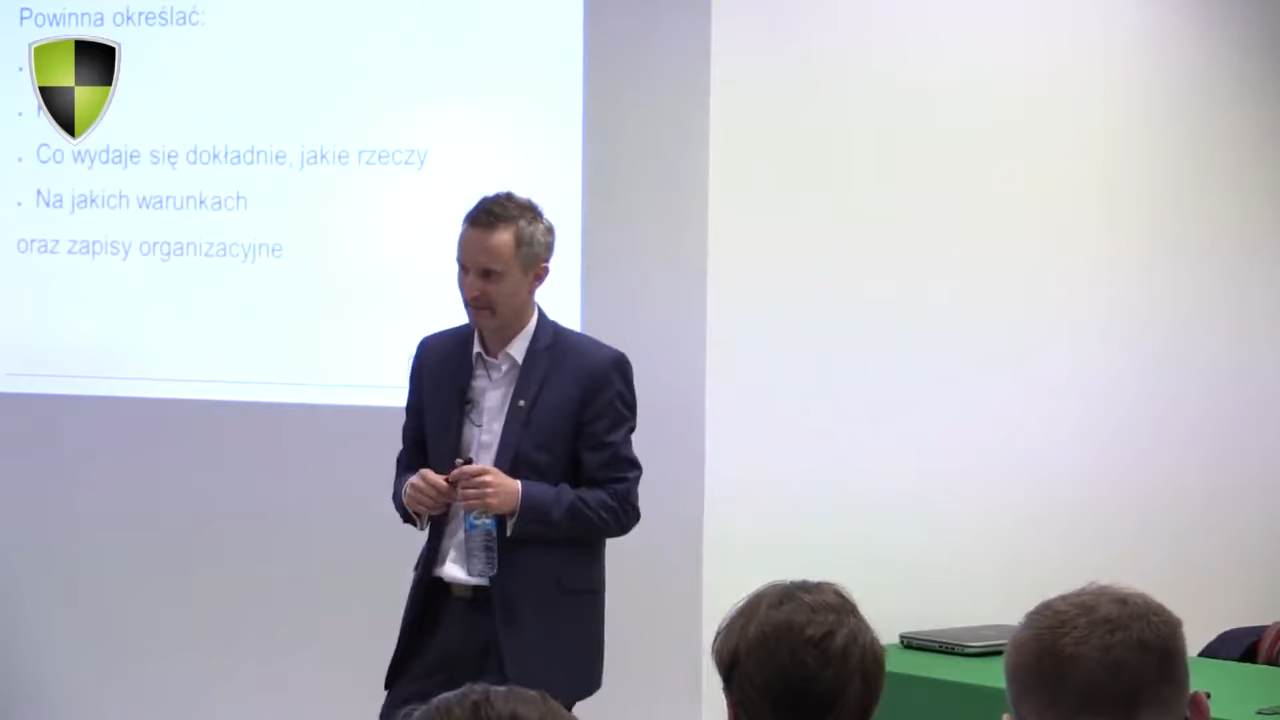 Powinna określać:
Co wydaje się dokładnie, jakie rzeczy
Na jakich warunkach
oraz zapisy organizacyjne